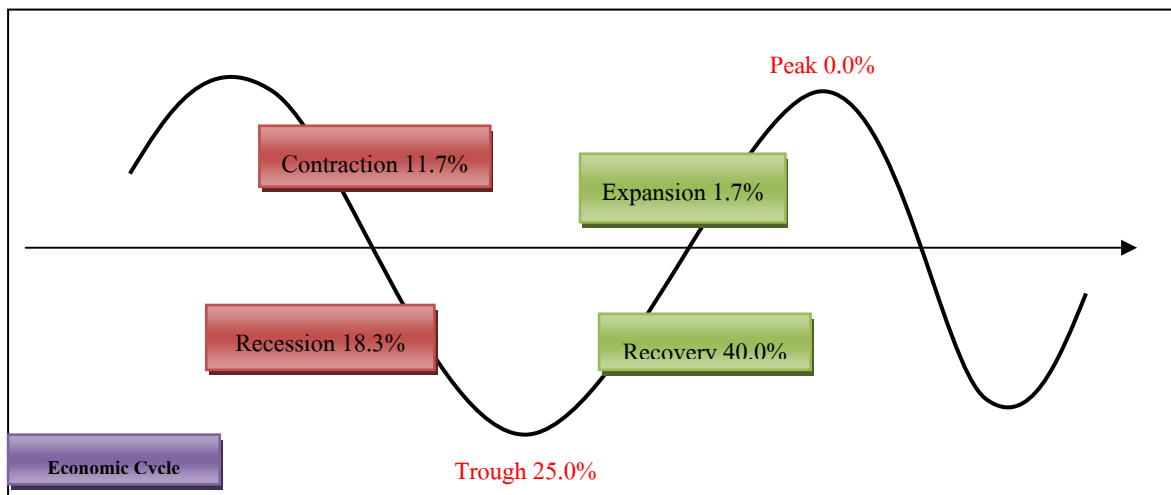 Peak 0.0%
Contraction 11.7%
Expansion 1.7%
Recession 18.3%
Recovery 40.0%
Economic Cycle
Trough 25.0%